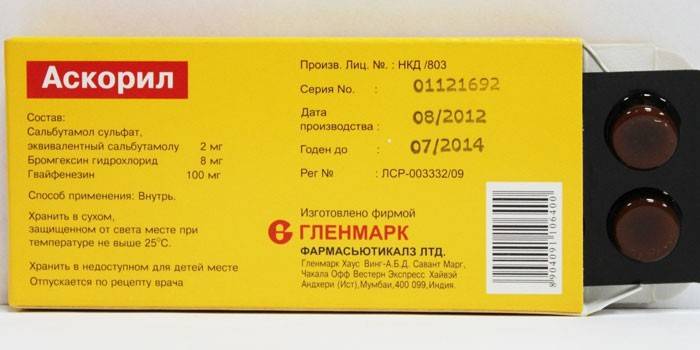 Аскорил
Состав:
Сальбутамол сульфат,
эквивалентный сальбутамолу 2 мг
Бромгексин гидрохлорид 8 мг
Гвайфенезин 100 мг
Способ применения: Внутрь.
Хранить в сухом,
защищенном от света месте при
температуре не выше 25°С.
Хранить в недоступном для детей месте
Отпускается по рецепту врача
Произв. Лиц. № : НКД /803
Серия No. : 01121692
Дата
производства : 08/2012
Годен до : 07/2014
Рег № : ЛСР-003332/09
Изготовлено фирмой
ГЛЕНМАРК
ФАРМАСЬЮТИКАЛЗ ЛТД.
Гленмарк Хаус Винг-А.Б.Д. Савант Марг,
Чакала Офф Вестерн Экспресс Хайвэй
Андхери (Ист),Мумбаи,400 099,Индия.
8904091106400